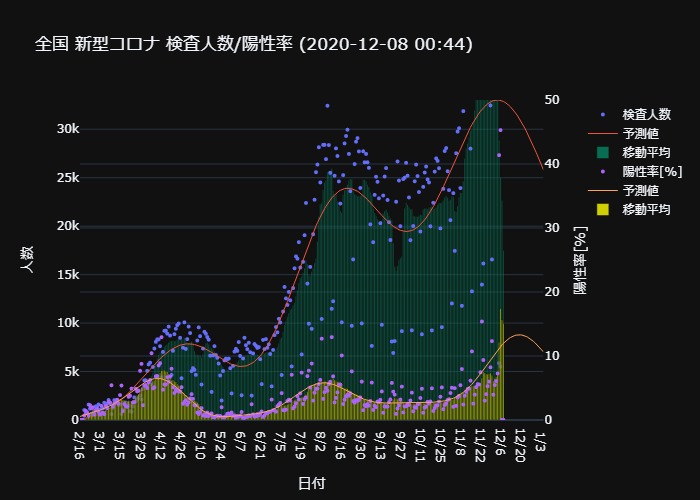 全国 新型コロナ 検査人数/陽性率 (2020-12-08 00:44)
検査人数
予測値
移動平均
陽性率[%]
予測値
移動平均
人数
30k
25k
20k
15k
10k
5k
0
50
40
30
20
10
0
陽性率[%]
2/16
3/1
3/15
3/29
4/12
4/26
5/10
5/24
6/7
6/21
7/5
7/19
8/2
8/16
8/30
9/13
9/27
10/11
10/25
11/8
11/22
12/6
12/20
1/3
日付